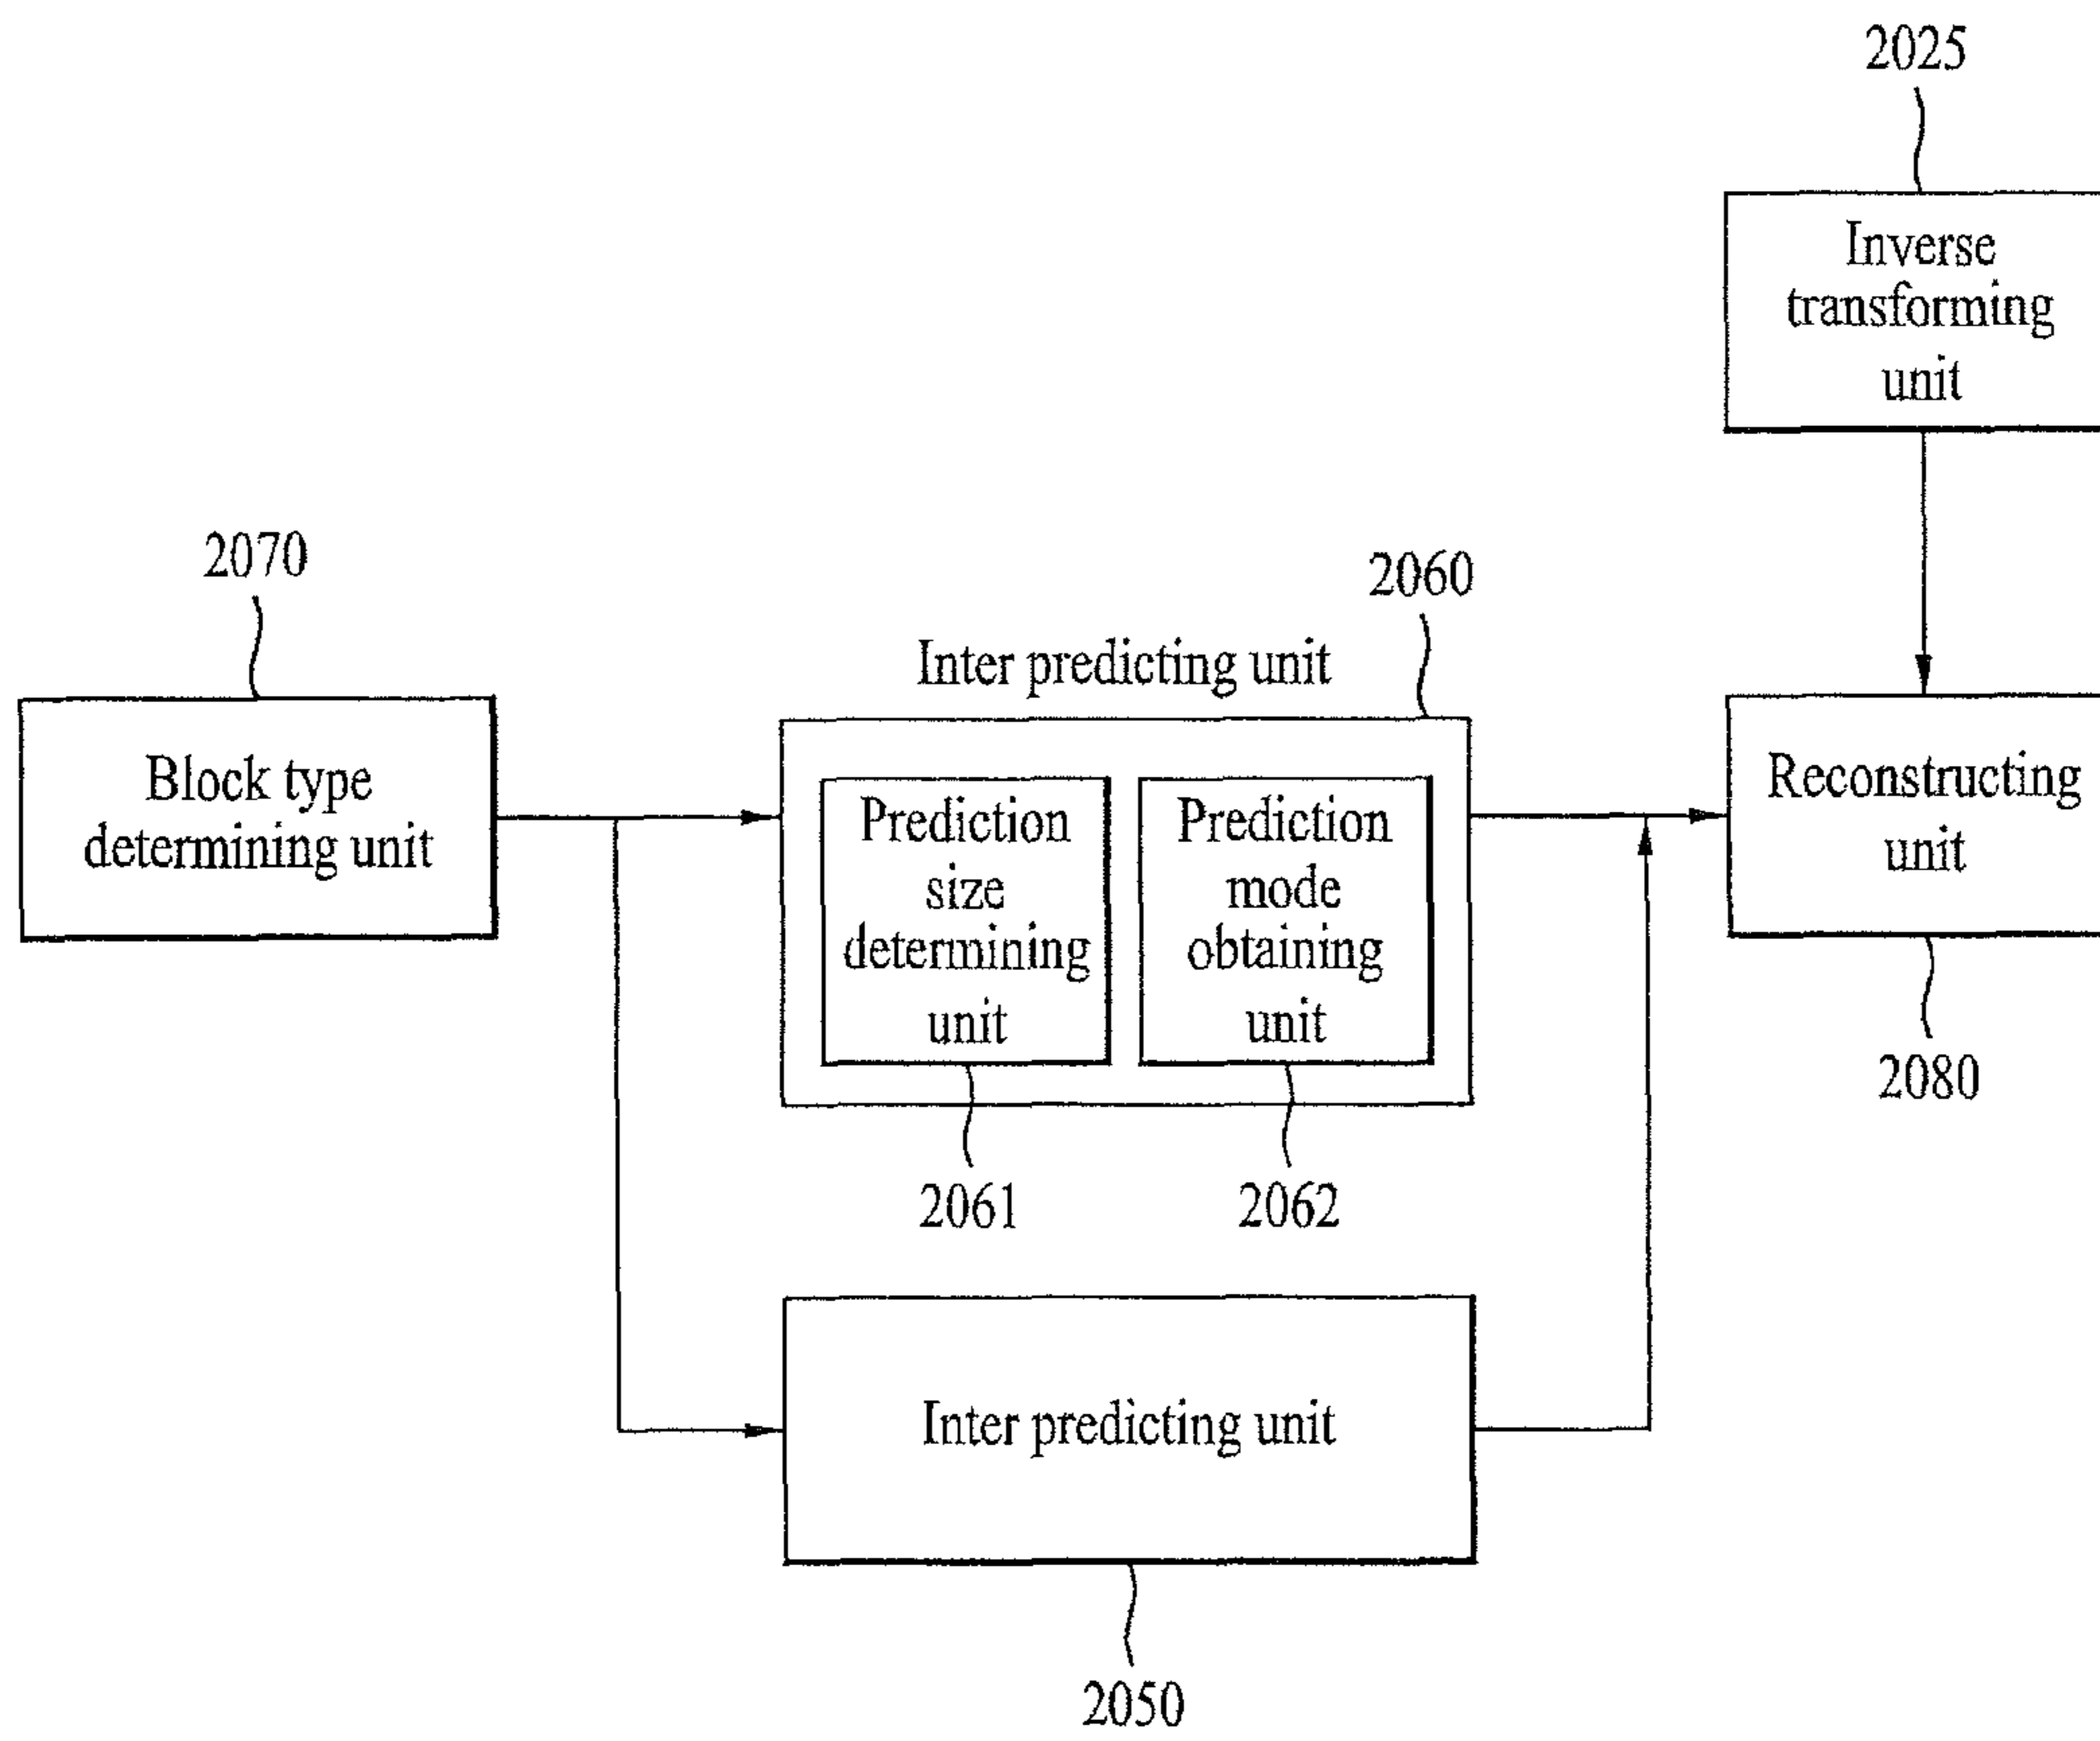 2025
Inverse
transforming
unit
2070
2060
Inter predicting unit
Block type
determining unit
Prediction
size
determining
unit
Prediction
mode
obtaining
unit
Reconstructing
unit
2061
2062
2080
Inter predicting unit
2050